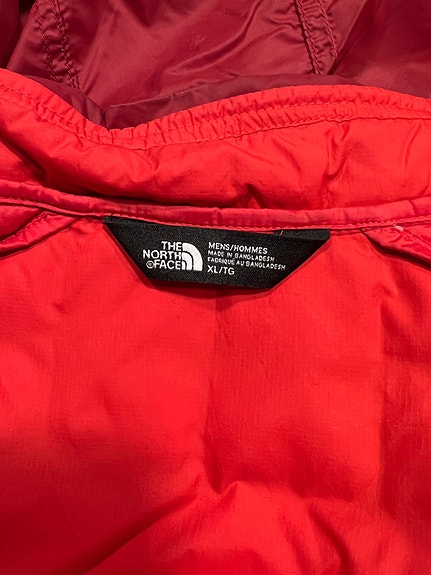 THE
NORTH
©FACE
MENS/HOMMES
MADE IN BANGLADESH
FABRIQUÉ AU BANGLADESH
XL/TG